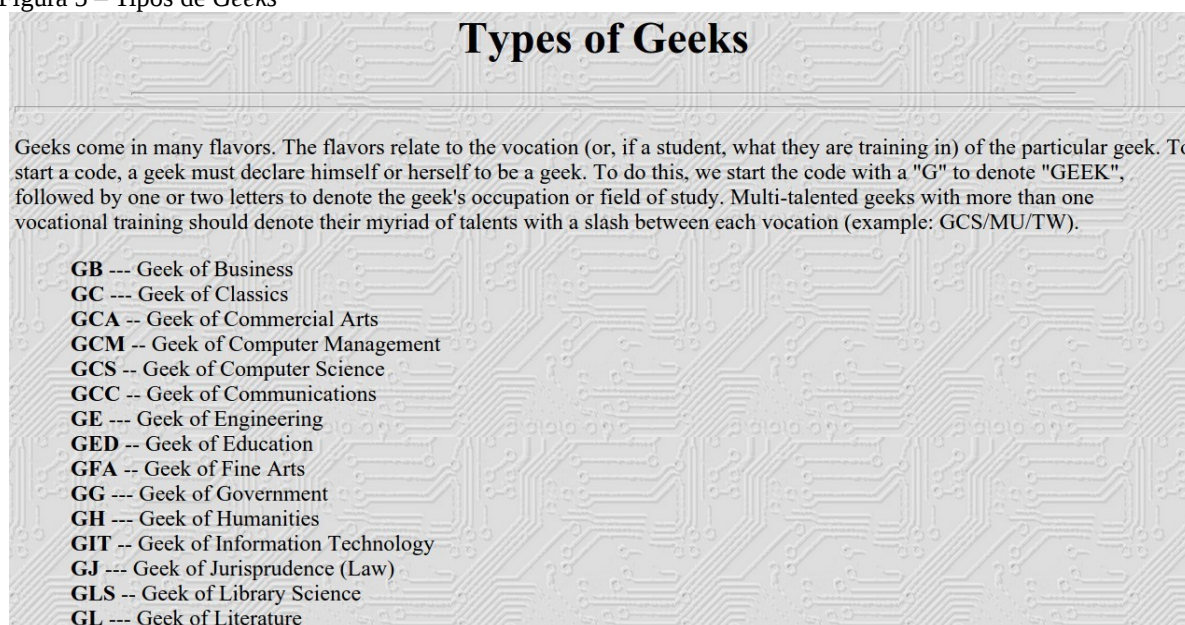 Figura 5 – Tipos de Geeks
Types of Geeks
Geeks come in many flavors. The flavors relate to the vocation (or, if a student, what they are training in) of the particular geek. To
start a code, a geek must declare himself or herself to be a geek. To do this, we start the code with a "G" to denote "GEEK",
followed by one or two letters to denote the geek's occupation or field of study. Multi-talented geeks with more than one
vocational training should denote their myriad of talents with a slash between each vocation (example: GCS/MU/TW).
GB --- Geek of Business
GC --- Geek of Classics
GCA -- Geek of Commercial Arts
GCM -- Geek of Computer Management
GCS -- Geek of Computer Science
GCC -- Geek of Communications
GE --- Geek of Engineering
GED -- Geek of Education
GFA -- Geek of Fine Arts
GG --- Geek of Government
GH --- Geek of Humanities
GIT -- Geek of Information Technology
GJ --- Geek of Jurisprudence (Law)
GLS -- Geek of Library Science
GL --- Geek of Literature